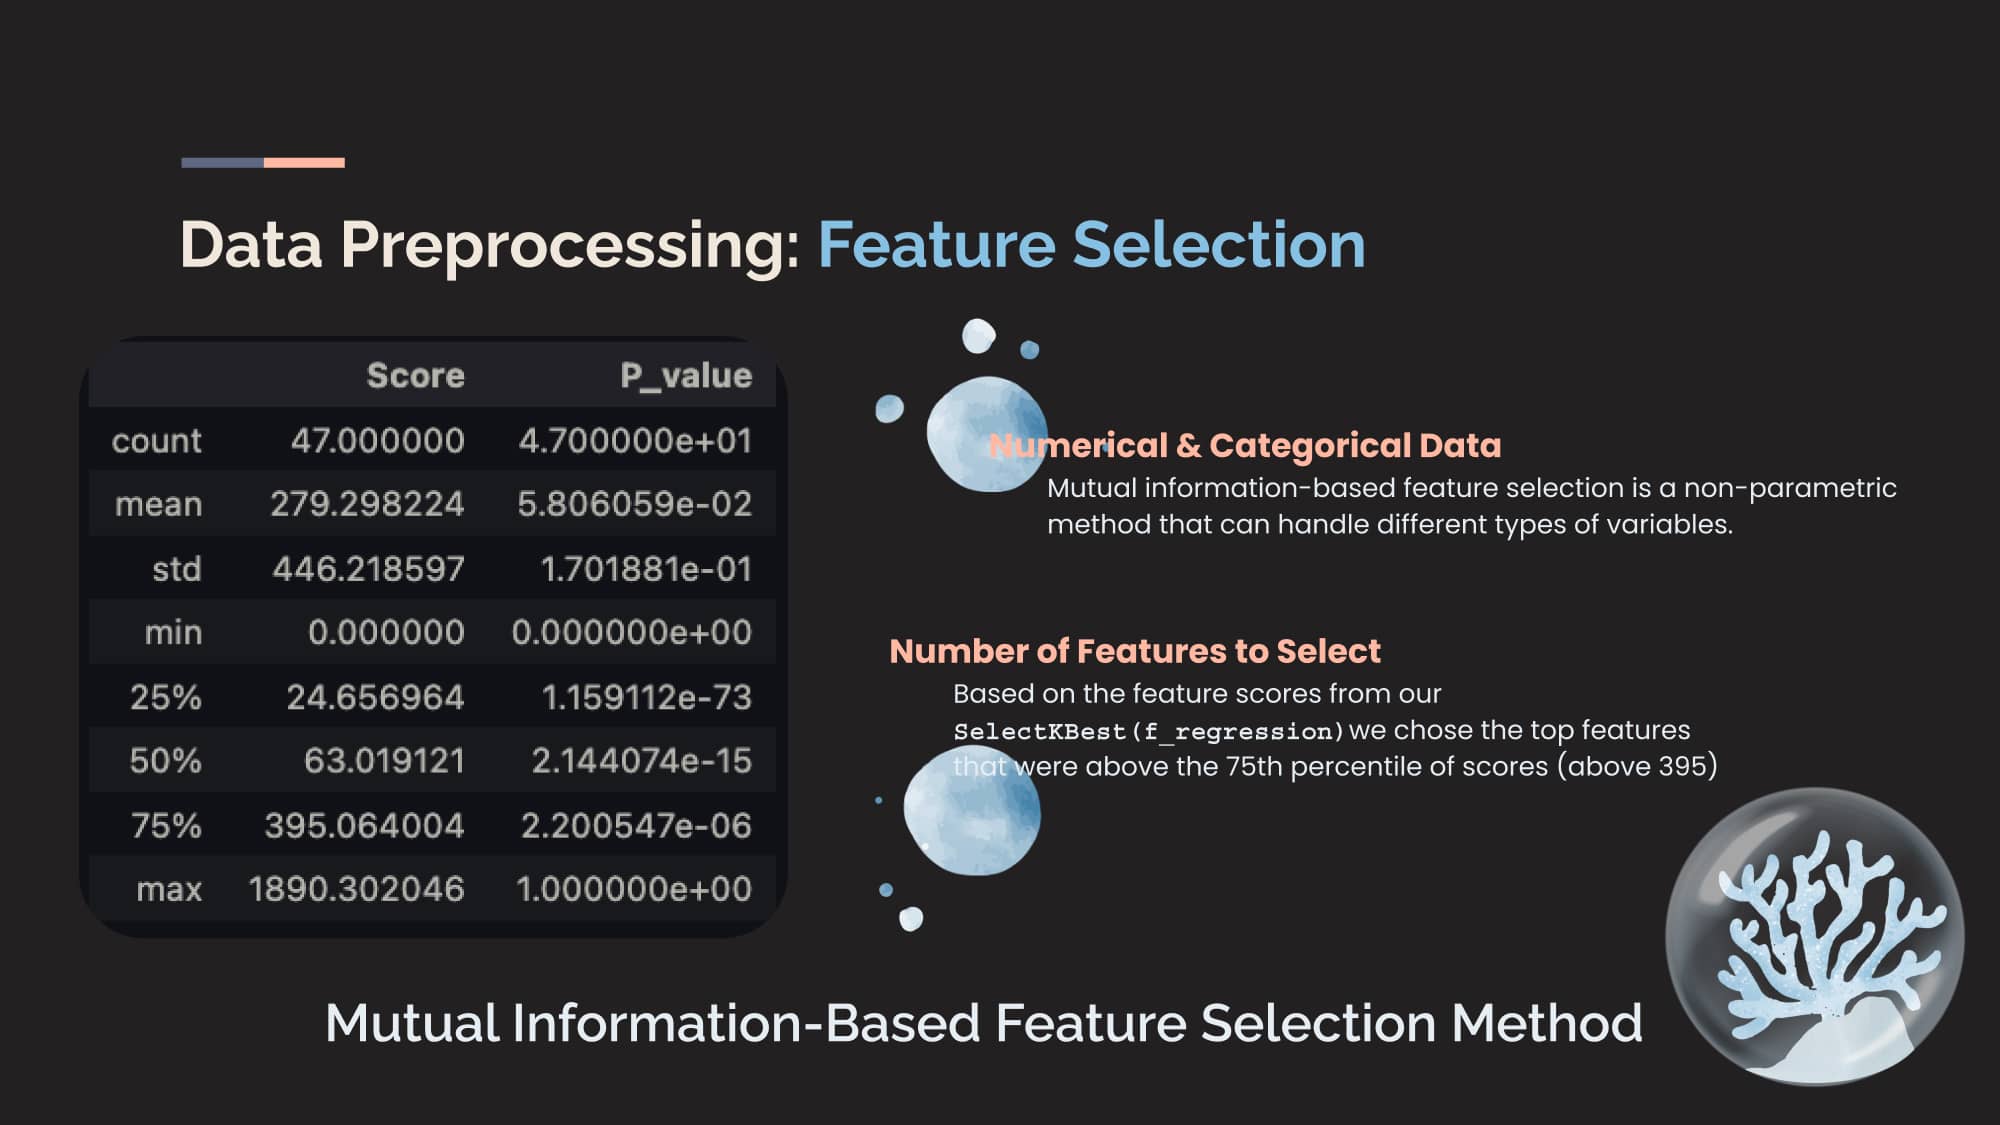 Data Preprocessing: Feature Selection
Score P_value
count 47.000000 4.700000e+01
mean 279.298224 5.806059e-02
std 446.218597 1.701881e-01
min 0.000000 0.000000e+00
25% 24.656964 1.159112e-73
50% 63.019121 2.144074e-15
75% 395.064004 2.200547e-06
max 1890.302046 1.000000e+00
Numerical & Categorical Data
Mutual information-based feature selection is a non-parametric
method that can handle different types of variables.
Number of Features to Select
Based on the feature scores from our
SelectKBest(f_regression) we chose the top features
that were above the 75th percentile of scores (above 395)
Mutual Information-Based Feature Selection Method